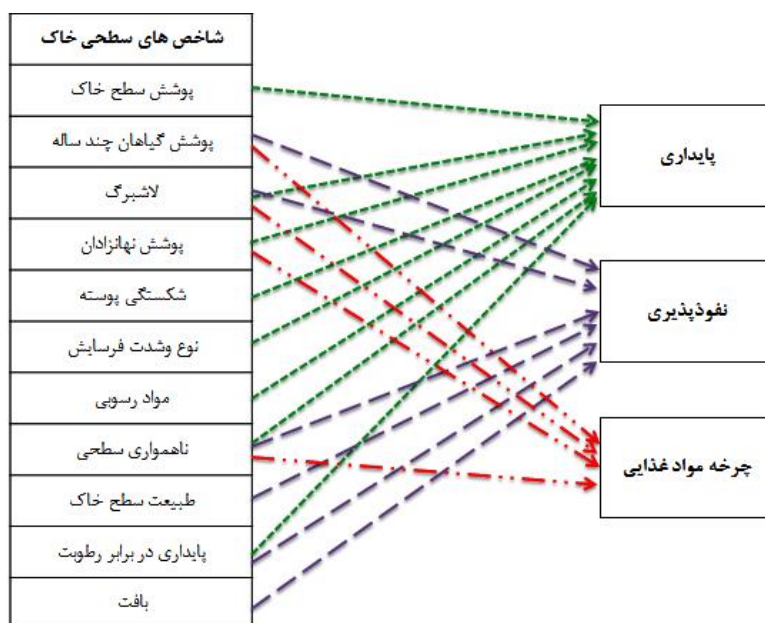 شاخص های سطحی خاک
پوشش سطح خاک
پوشش گیاهان چند ساله
لاشبرگ
پوشش نهانزادان
شکستگی پوسته
نوع وشدت فرسایش
مواد رسوبی
ناهمواری سطحی
طبیعت سطح خاک
پایداری در برابر رطوبت
بافت
پایداری
نفوذپذیری
چرخه مواد غذایی